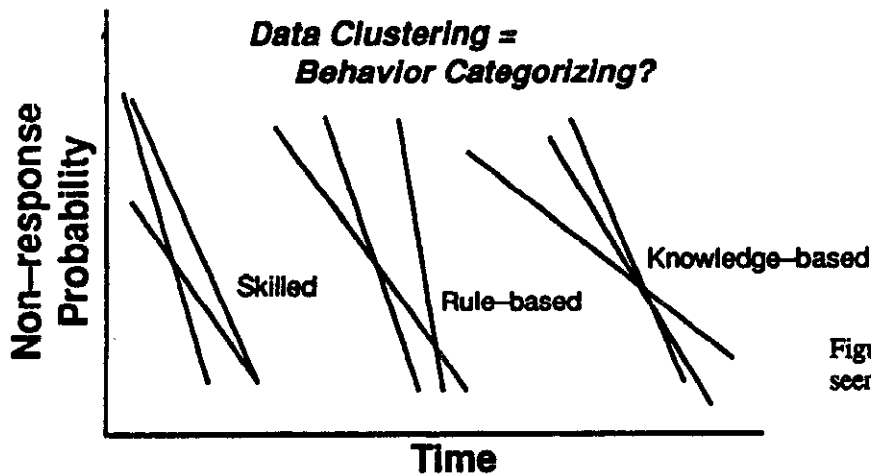 Data Clustering =
Behavior Categorizing?
Non-response
Probability
Skilled
Rule-based
Knowledge-based
Time